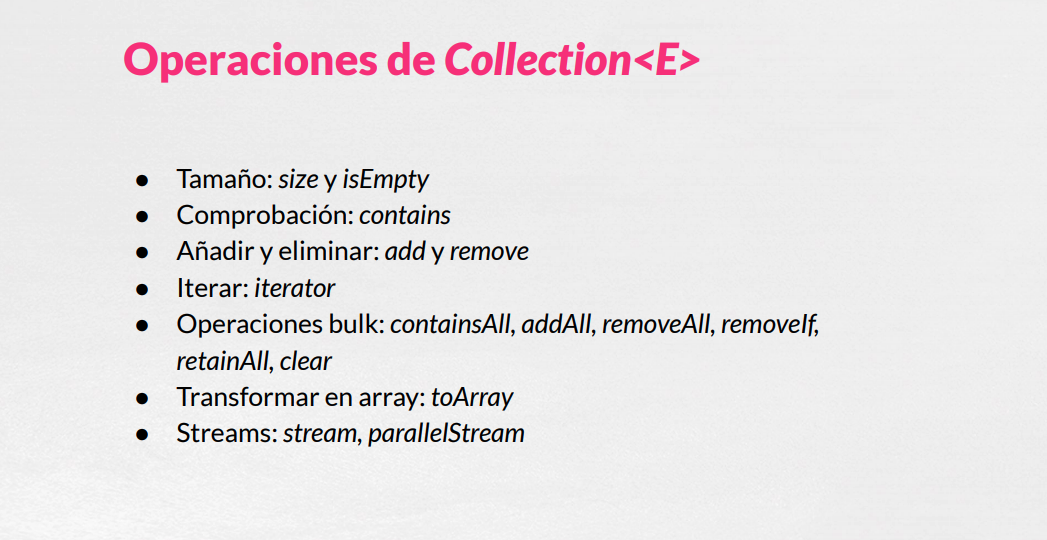 Operaciones de Collection<E>
● Tamaño: size y isEmpty
● Comprobación: contains
● Añadir y eliminar: add y remove
● Iterar: iterator
● Operaciones bulk: containsAll, addAll, removeAll, removeIf,
retainAll, clear
● Transformar en array: toArray
● Streams: stream, parallelStream